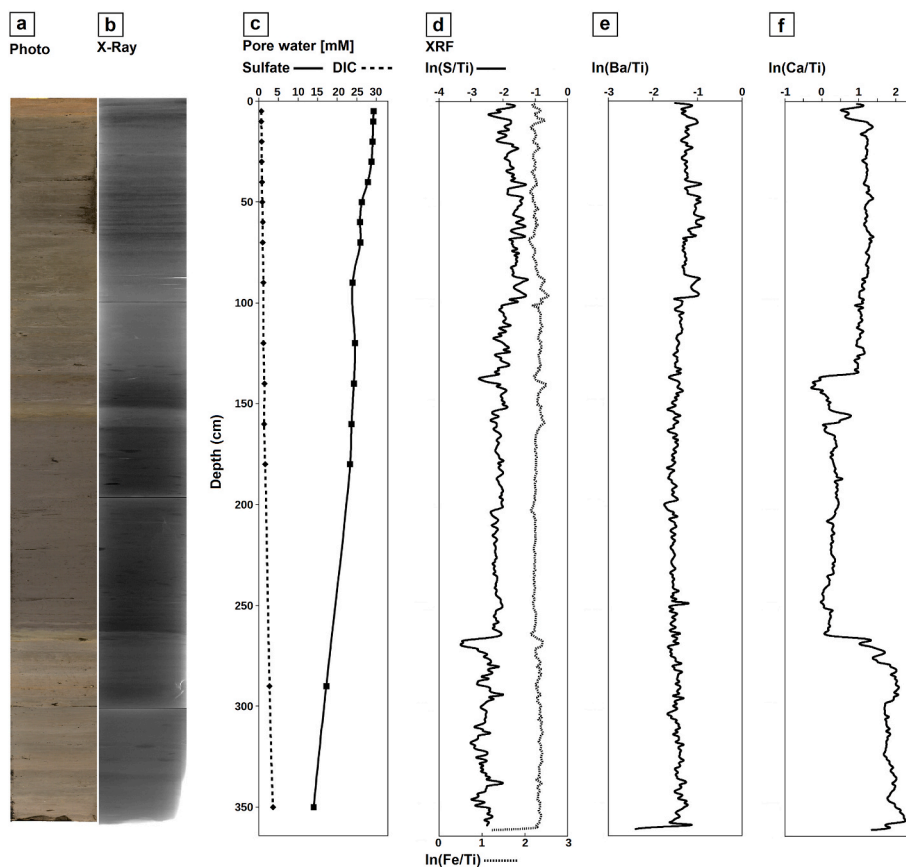 a
b
c
d
e
f
Photo
X-Ray
Pore water [mM]
XRF
Sulfate DIC
ln(S/Ti)
ln(Ba/Ti)
ln(Ca/Ti)
0 5 10 15 20 25 30
-4 -3 -2 -1 0
-3 -2 -1 0
-1 0 1 2
0
50
100
150
200
250
300
350
Depth (cm)
0 1 2 3
ln(Fe/Ti)